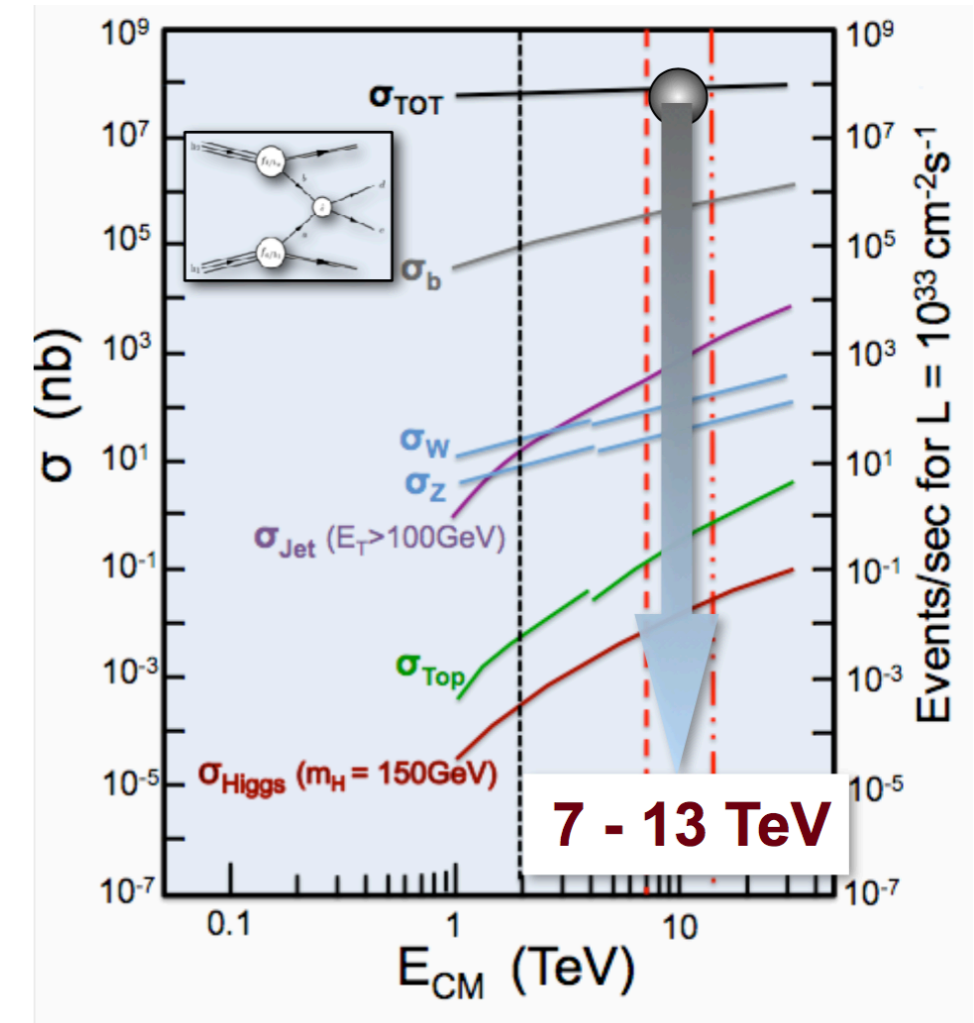 10⁹
10⁷
10⁵
10³
10¹
10⁻¹
10⁻³
10⁻⁵
10⁻⁷
σ (nb)
σTOT
σb
σW
σZ
σJet (ET>100GeV)
σTop
σHiggs (mH = 150GeV)
7 - 13 TeV
0.1 1 10
ECM (TeV)
10⁹
10⁷
10⁵
10³
10¹
10⁻¹
10⁻³
10⁻⁵
10⁻⁷
Events/sec for L = 10³³ cm⁻²s⁻¹